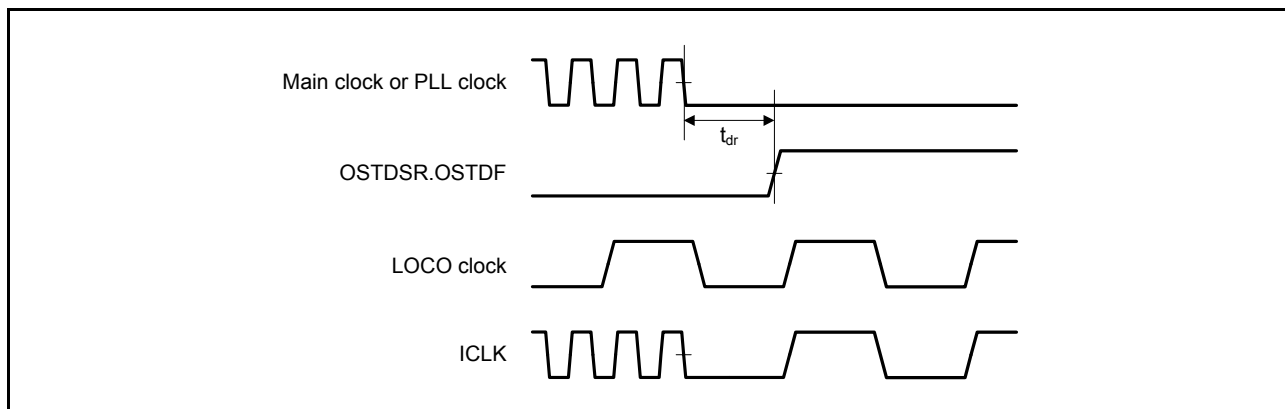 Main clock or PLL clock
tdr
OSTDSR.OSTDF
LOCO clock
ICLK